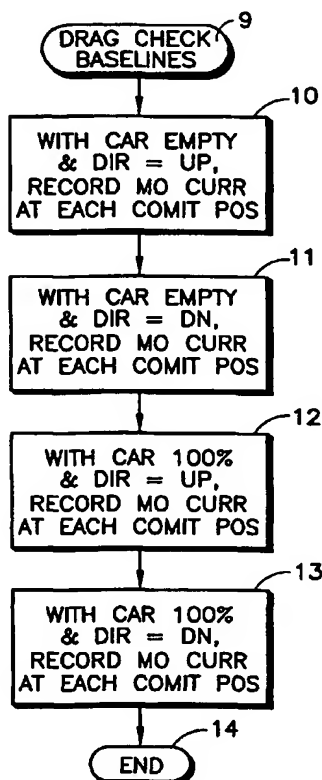 DRAG CHECK
BASELINES
9
10
WITH CAR EMPTY
& DIR = UP,
RECORD MO CURR
AT EACH COMIT POS
11
WITH CAR EMPTY
& DIR = DN,
RECORD MO CURR
AT EACH COMIT POS
12
WITH CAR 100%
& DIR = UP,
RECORD MO CURR
AT EACH COMIT POS
13
WITH CAR 100%
& DIR = DN,
RECORD MO CURR
AT EACH COMIT POS
14
END